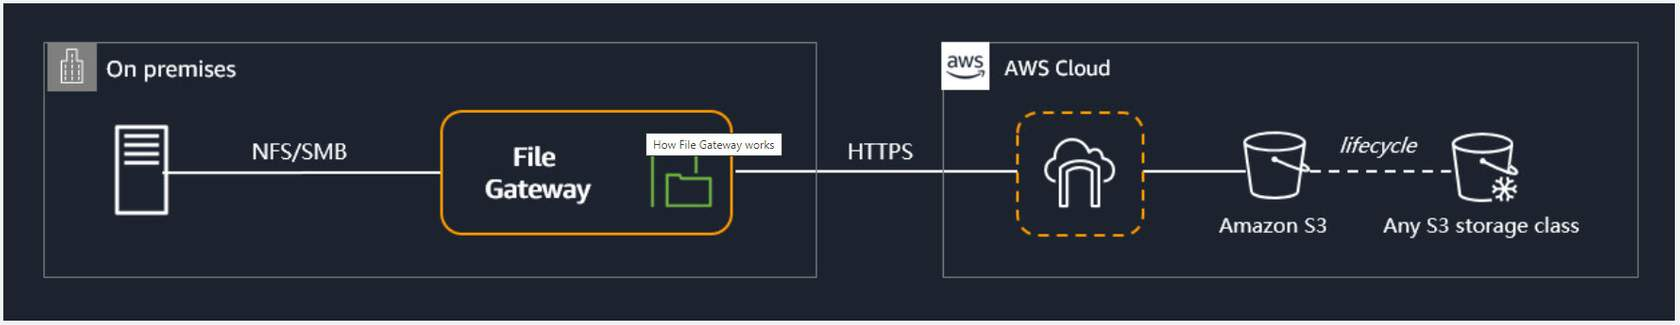 On premises
NFS/SMB
File
Gateway
How File Gateway works
HTTPS
aws
AWS Cloud
lifecycle
Amazon S3
Any S3 storage class